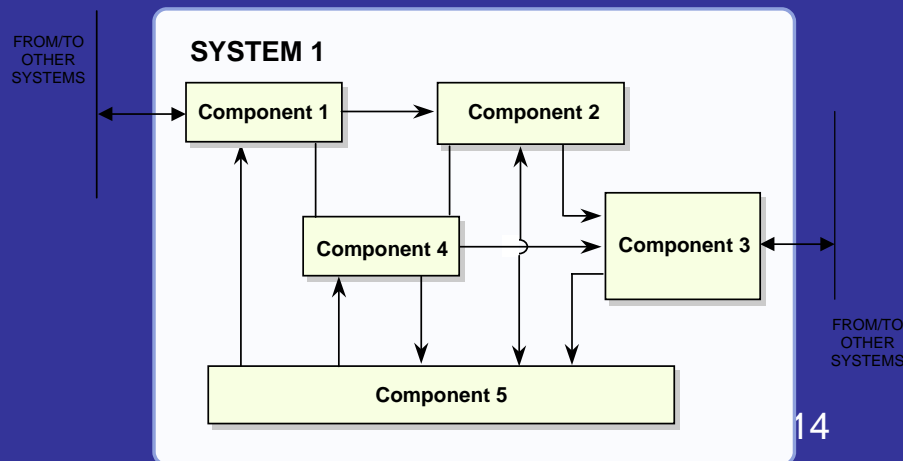 FROM/TO
OTHER
SYSTEMS
SYSTEM 1
Component 1
Component 2
Component 4
Component 3
Component 5
FROM/TO
OTHER
SYSTEMS
14